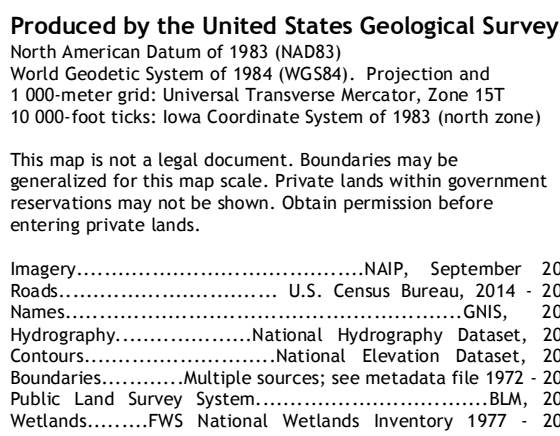 Produced by the United States Geological Survey
North American Datum of 1983 (NAD83)
World Geodetic System of 1984 (WGS84). Projection and
1 000-meter grid: Universal Transverse Mercator, Zone 15T
10 000-foot ticks: Iowa Coordinate System of 1983 (north zone)
This map is not a legal document. Boundaries may be
generalized for this map scale. Private lands within government
reservations may not be shown. Obtain permission before
entering private lands.
Imagery.....................................NAIP, September 20
Roads............................ U.S. Census Bureau, 2014 - 20
Names...................................................GNIS, 20
Hydrography....................National Hydrography Dataset, 20
Contours.........................National Elevation Dataset, 20
Boundaries...........Multiple sources; see metadata file 1972 - 20
Public Land Survey System..............................BLM, 20
Wetlands.........FWS National Wetlands Inventory 1977 - 20